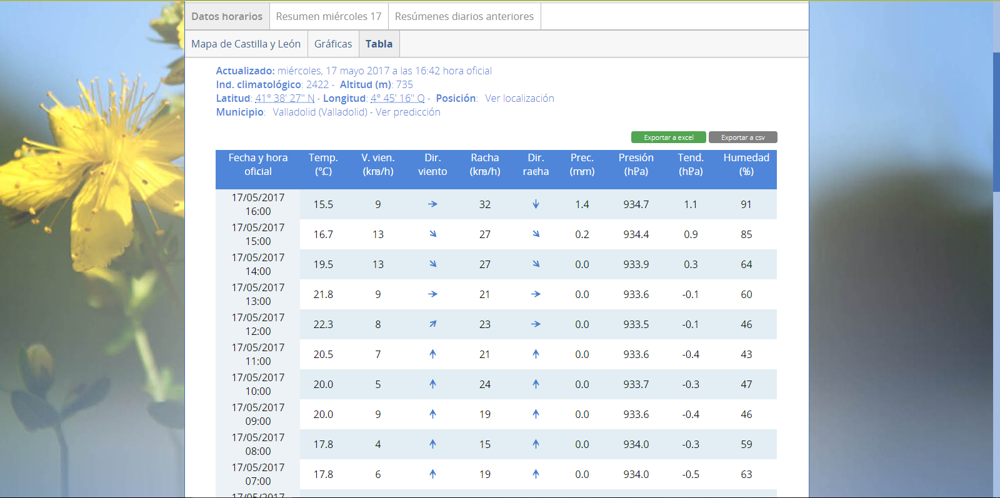 Datos horarios Resumen miércoles 17 Resúmenes diarios anteriores
Mapa de Castilla y León Gráficas Tabla
Actualizado: miércoles, 17 mayo 2017 a las 16:42 hora oficial
Ind. climatológico: 2422 - Altitud (m): 735
Latitud: 41° 38' 27'' N - Longitud: 4° 45' 16'' O - Posición: Ver localización
Municipio: Valladolid (Valladolid) - Ver predicción
Exportar a excel Exportar a csv
Fecha y hora Temp. V. vien. Dir. Racha Dir. Prec. Presión Tend. Humedad
oficial (°C) (km/h) viento (km/h) racha (mm) (hPa) (hPa) (%)
17/05/2017
16:00 15.5 9 32 1.4 934.7 1.1 91
17/05/2017
15:00 16.7 13 27 0.2 934.4 0.9 85
17/05/2017
14:00 19.5 13 27 0.0 933.9 0.3 64
17/05/2017
13:00 21.8 9 21 0.0 933.6 -0.1 60
17/05/2017
12:00 22.3 8 23 0.0 933.5 -0.1 46
17/05/2017
11:00 20.5 7 21 0.0 933.6 -0.4 43
17/05/2017
10:00 20.0 5 24 0.0 933.7 -0.3 47
17/05/2017
09:00 20.0 9 19 0.0 933.6 -0.4 46
17/05/2017
08:00 17.8 4 15 0.0 934.0 -0.3 59
17/05/2017
07:00 17.8 6 19 0.0 934.0 -0.5 63
17/05/2017